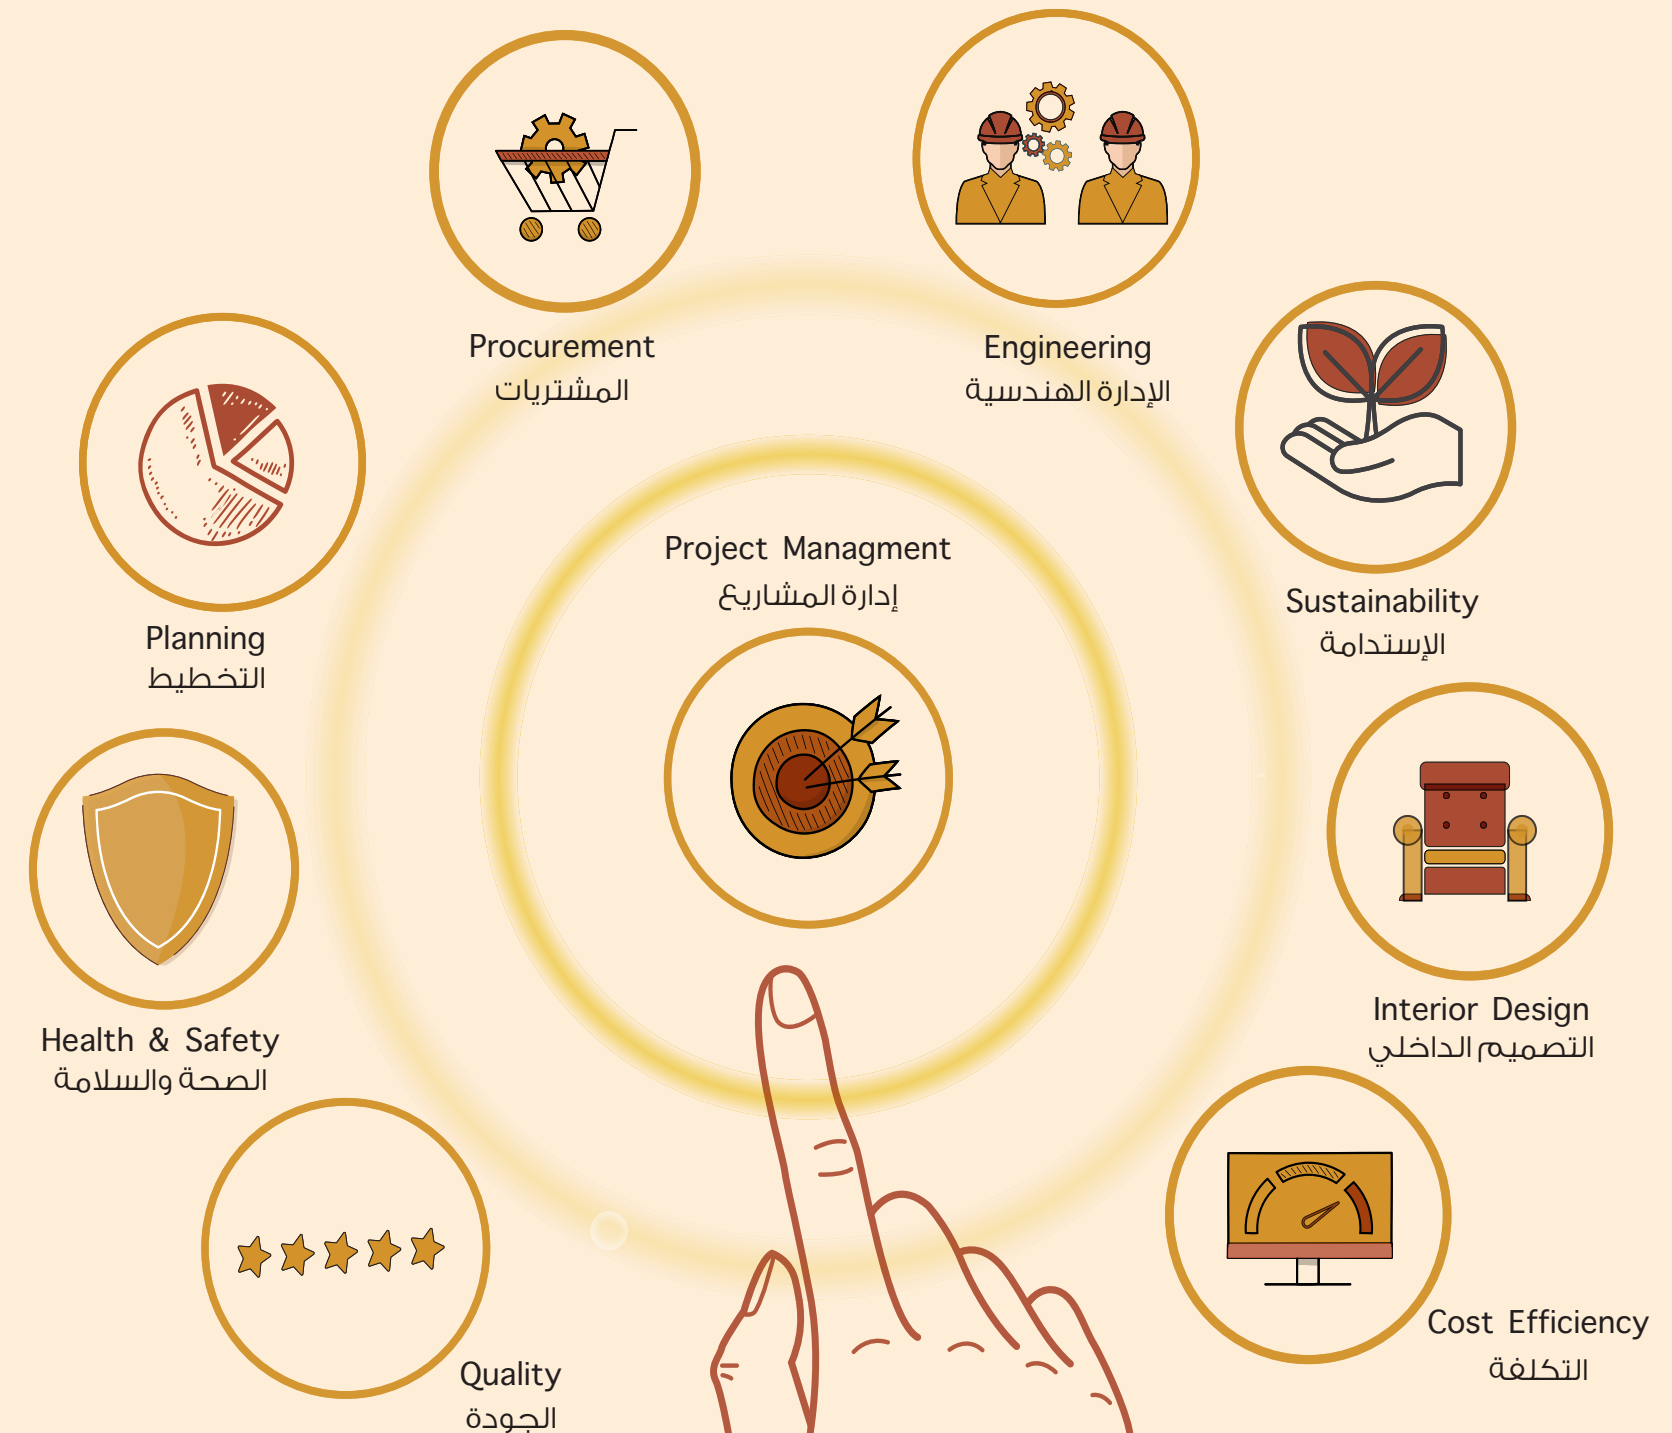 Procurement
المشتريات
Engineering
الإدارة الهندسية
Planning
التخطيط
Project Managment
إدارة المشاريع
Sustainability
الإستدامة
Health & Safety
الصحة والسلامة
Interior Design
التصميم الداخلي
Quality
الجودة
Cost Efficiency
التكلفة